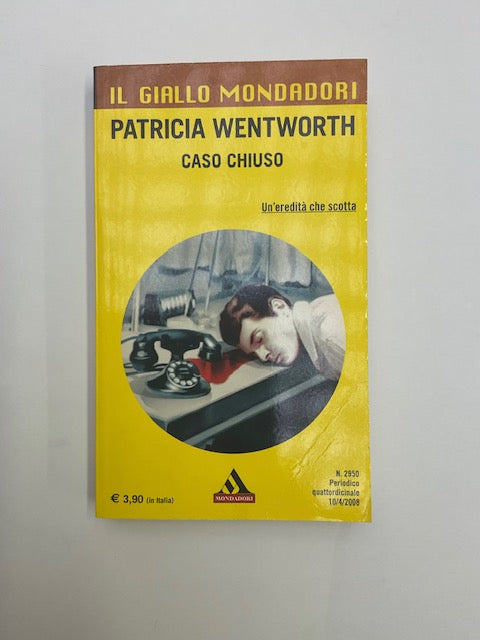 IL GIALLO MONDADORI
PATRICIA WENTWORTH
CASO CHIUSO
Un'eredità che scotta
N. 2950
Periodico
quattordicinale
10/4/2008
€ 3,90 (in Italia)
MONDADORI